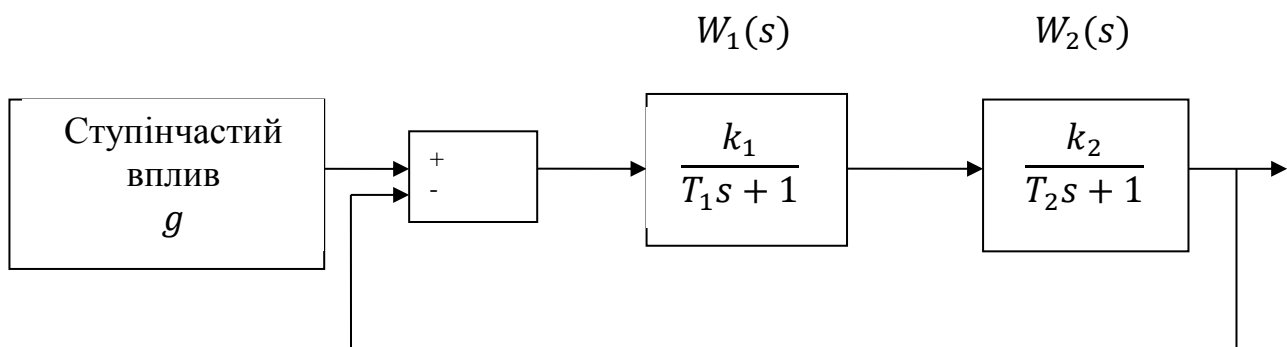 W₁(s)
W₂(s)
Ступінчастий
вплив
g
+
-
k₁
T₁s + 1
k₂
T₂s + 1